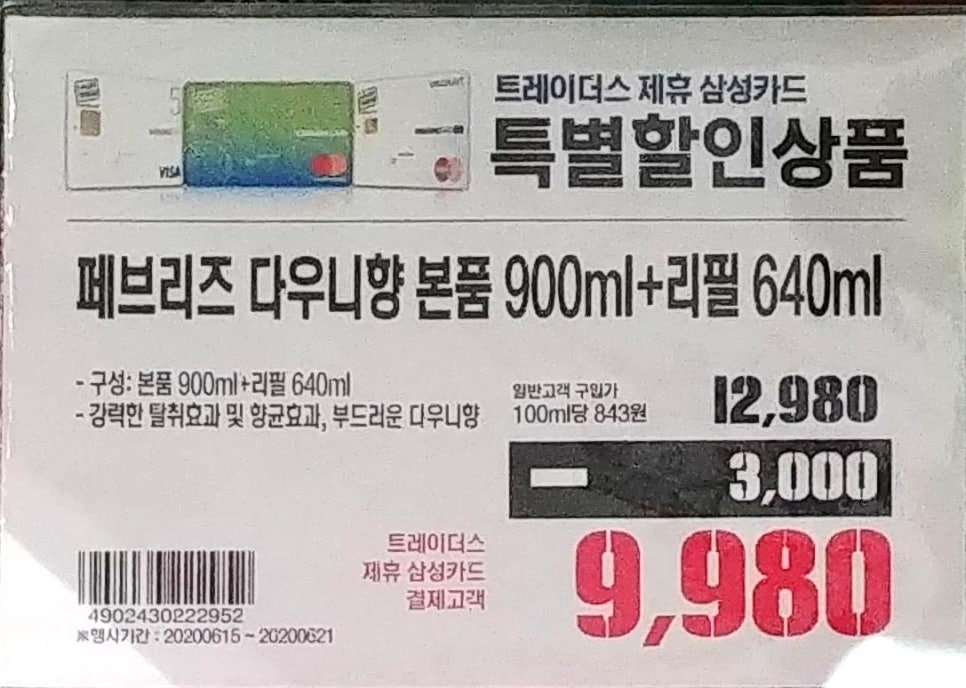 트레이더스 제휴 삼성카드
특별할인상품
VISA
페브리즈 다우니향 본품 900ml+리필 640ml
- 구성: 본품 900ml+리필 640ml
- 강력한 탈취효과 및 항균효과, 부드러운 다우니향
일반고객 구입가
100ml당 843원
12,980
- 3,000
트레이더스
제휴 삼성카드
결제고객
9,980
4902430222952
※행사기간 : 20200615 ~ 20200621